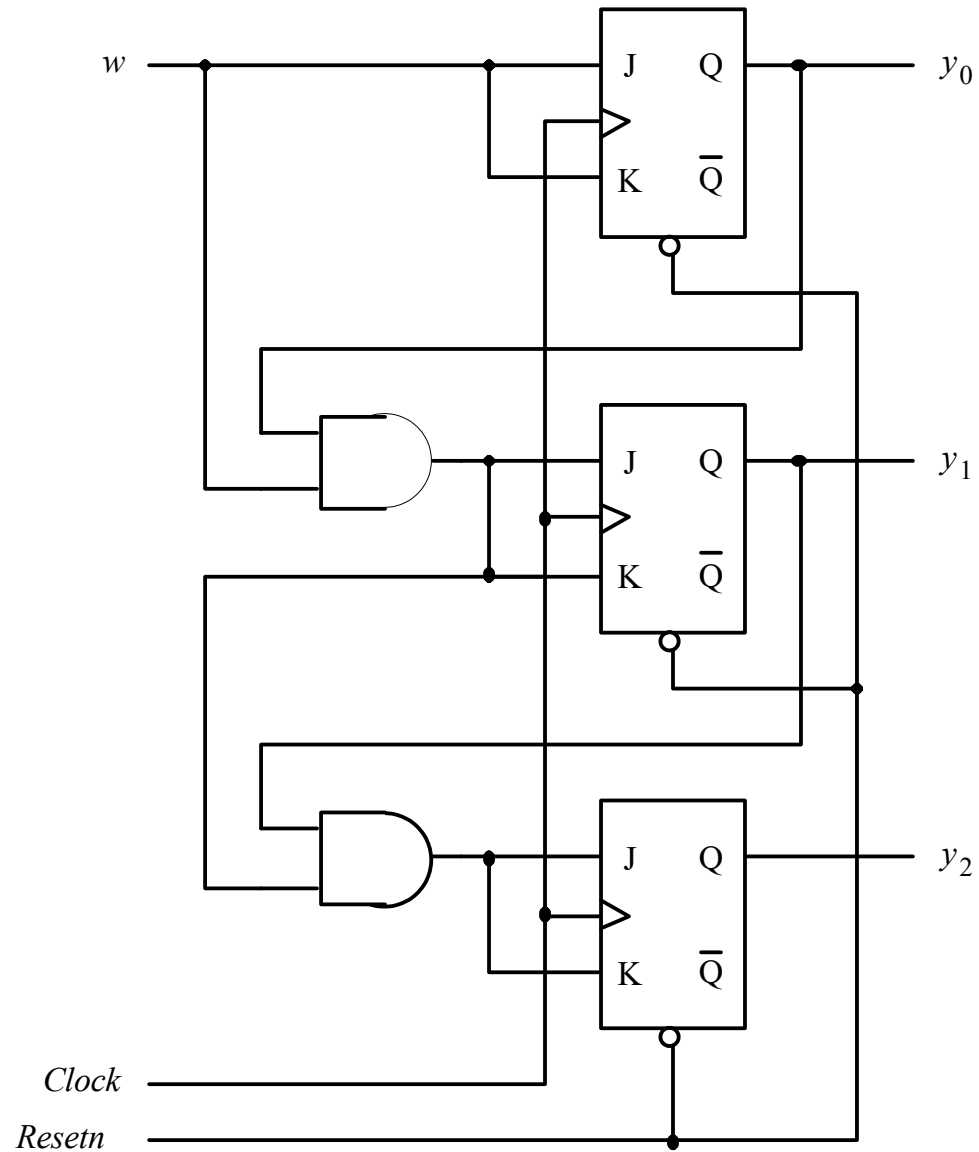 w J Q y₀
K Q̅
J Q y₁
K Q̅
J Q y₂
K Q̅
Clock
Resetn